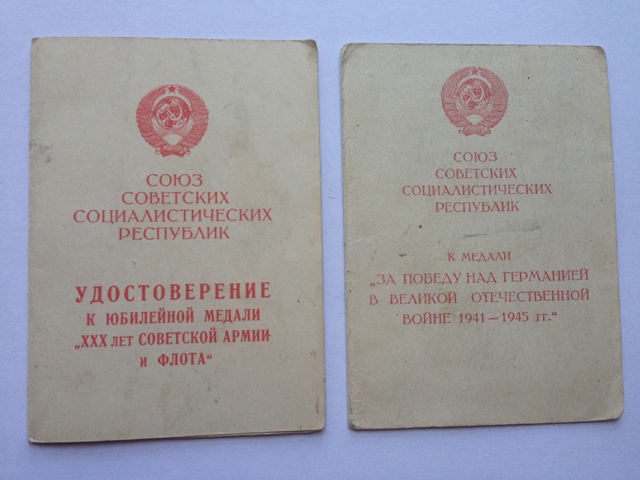 СОЮЗ
СОВЕТСКИХ
СОЦИАЛИСТИЧЕСКИХ
РЕСПУБЛИК
УДОСТОВЕРЕНИЕ
К ЮБИЛЕЙНОЙ МЕДАЛИ
„XXX ЛЕТ СОВЕТСКОЙ АРМИИ
И ФЛОТА“
СОЮЗ
СОВЕТСКИХ
СОЦИАЛИСТИЧЕСКИХ
РЕСПУБЛИК
К МЕДАЛИ
„ЗА ПОБЕДУ НАД ГЕРМАНИЕЙ
В ВЕЛИКОЙ ОТЕЧЕСТВЕННОЙ
ВОЙНЕ 1941—1945 гг.“